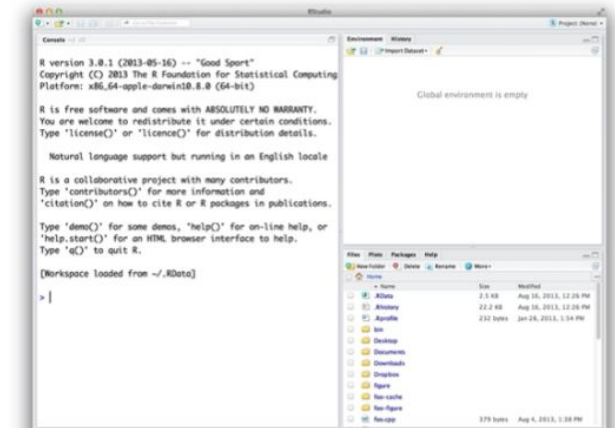 RStudio
Project: (None)
Console ~/
R version 3.0.1 (2013-05-16) -- "Good Sport"
Copyright (C) 2013 The R Foundation for Statistical Computing
Platform: x86_64-apple-darwin10.8.0 (64-bit)
R is free software and comes with ABSOLUTELY NO WARRANTY.
You are welcome to redistribute it under certain conditions.
Type 'license()' or 'licence()' for distribution details.
Natural language support but running in an English locale
R is a collaborative project with many contributors.
Type 'contributors()' for more information and
'citation()' on how to cite R or R packages in publications.
Type 'demo()' for some demos, 'help()' for on-line help, or
'help.start()' for an HTML browser interface to help.
Type 'q()' to quit R.
[Workspace loaded from ~/.RData]
>
Environment History
Import Dataset
Global environment is empty
Files Plots Packages Help
New Folder Delete Rename More
Home
Name Size Modified
.RData 2.5 KB Aug 16, 2013, 12:26 PM
.Rhistory 22.2 KB Aug 16, 2013, 12:26 PM
.Rprofile 232 bytes Jan 28, 2013, 1:54 PM
bin
Desktop
Documents
Downloads
Dropbox
figure
foo-cache
foo-figure
foo.cpp 379 bytes Aug 4, 2013, 1:38 PM